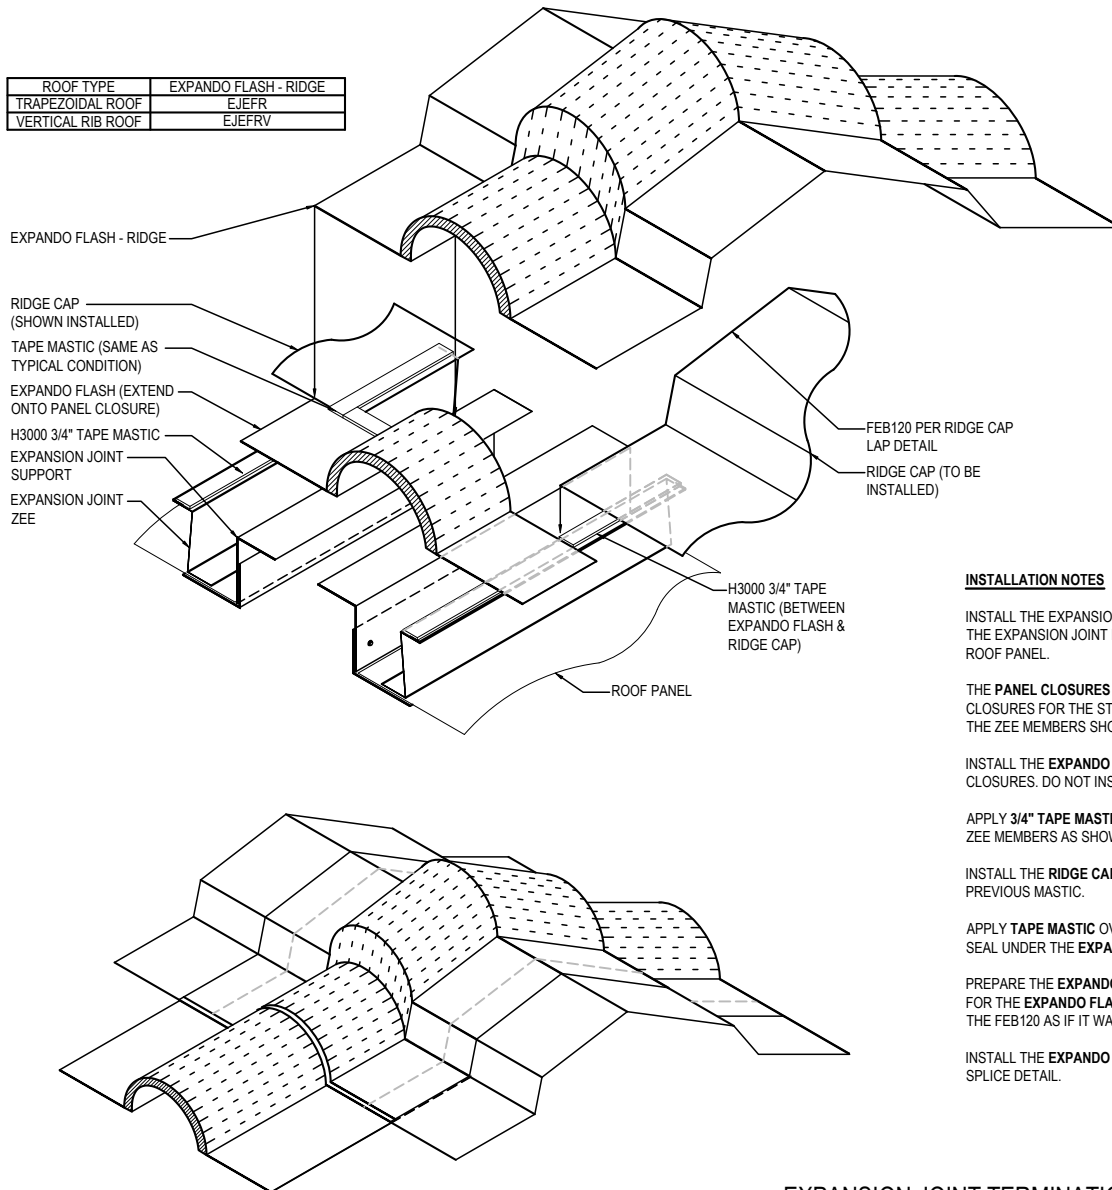 ROOF TYPE EXPANDO FLASH - RIDGE
TRAPEZOIDAL ROOF EJEFR
VERTICAL RIB ROOF EJEFRV
EXPANDO FLASH - RIDGE
RIDGE CAP
(SHOWN INSTALLED)
TAPE MASTIC (SAME AS
TYPICAL CONDITION)
EXPANDO FLASH (EXTEND
ONTO PANEL CLOSURE)
H3000 3/4" TAPE MASTIC
EXPANSION JOINT
SUPPORT
EXPANSION JOINT
ZEE
FEB120 PER RIDGE CAP
LAP DETAIL
RIDGE CAP (TO BE
INSTALLED)
H3000 3/4" TAPE
MASTIC (BETWEEN
EXPANDO FLASH &
RIDGE CAP)
ROOF PANEL
INSTALLATION NOTES
INSTALL THE EXPANSIO
THE EXPANSION JOINT
ROOF PANEL.
THE PANEL CLOSURES
CLOSURES FOR THE ST
THE ZEE MEMBERS SHO
INSTALL THE EXPANDO
CLOSURES. DO NOT INS
APPLY 3/4" TAPE MASTI
ZEE MEMBERS AS SHOW
INSTALL THE RIDGE CAP
PREVIOUS MASTIC.
APPLY TAPE MASTIC OV
SEAL UNDER THE EXPA
PREPARE THE EXPANDO
FOR THE EXPANDO FLA
THE FEB120 AS IF IT WA
INSTALL THE EXPANDO
SPLICE DETAIL.